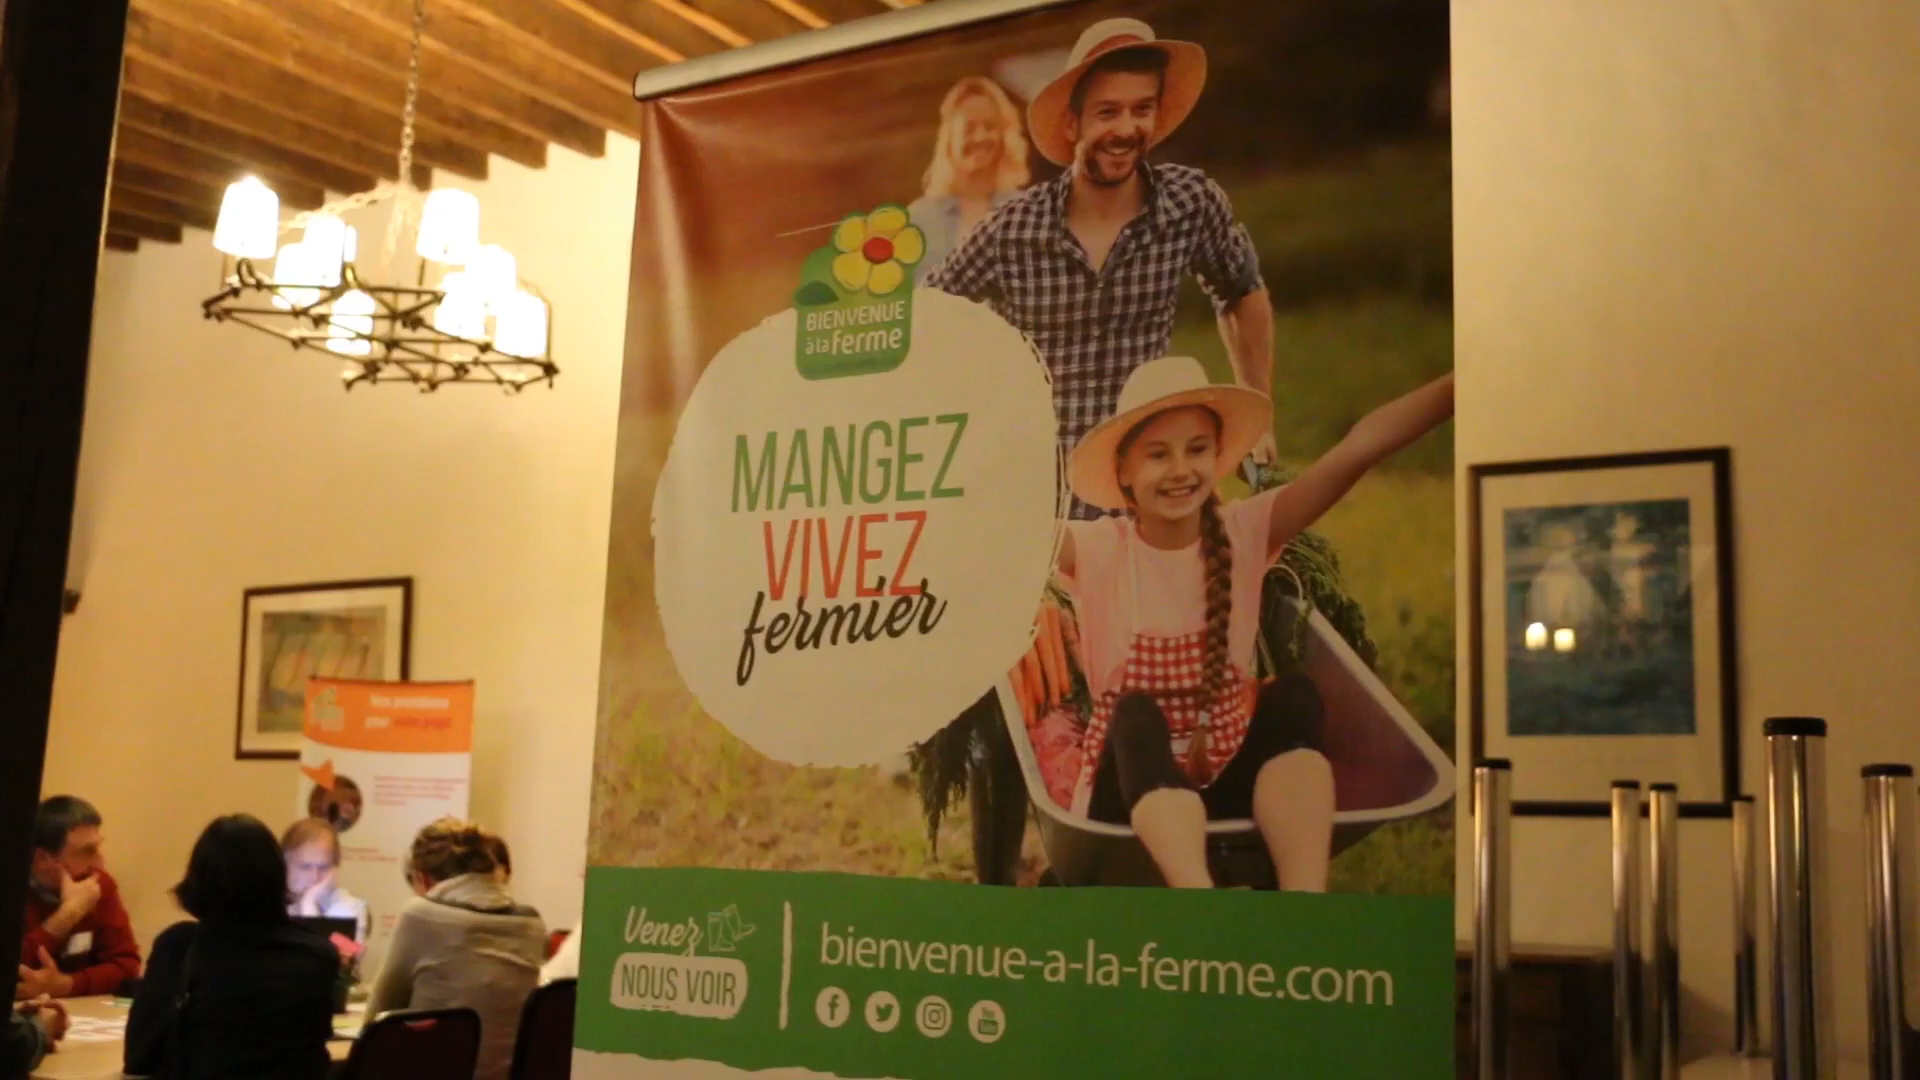 BIENVENUE
à la ferme
MANGEZ
VIVEZ
fermier
Venez
NOUS VOIR
bienvenue-a-la-ferme.com